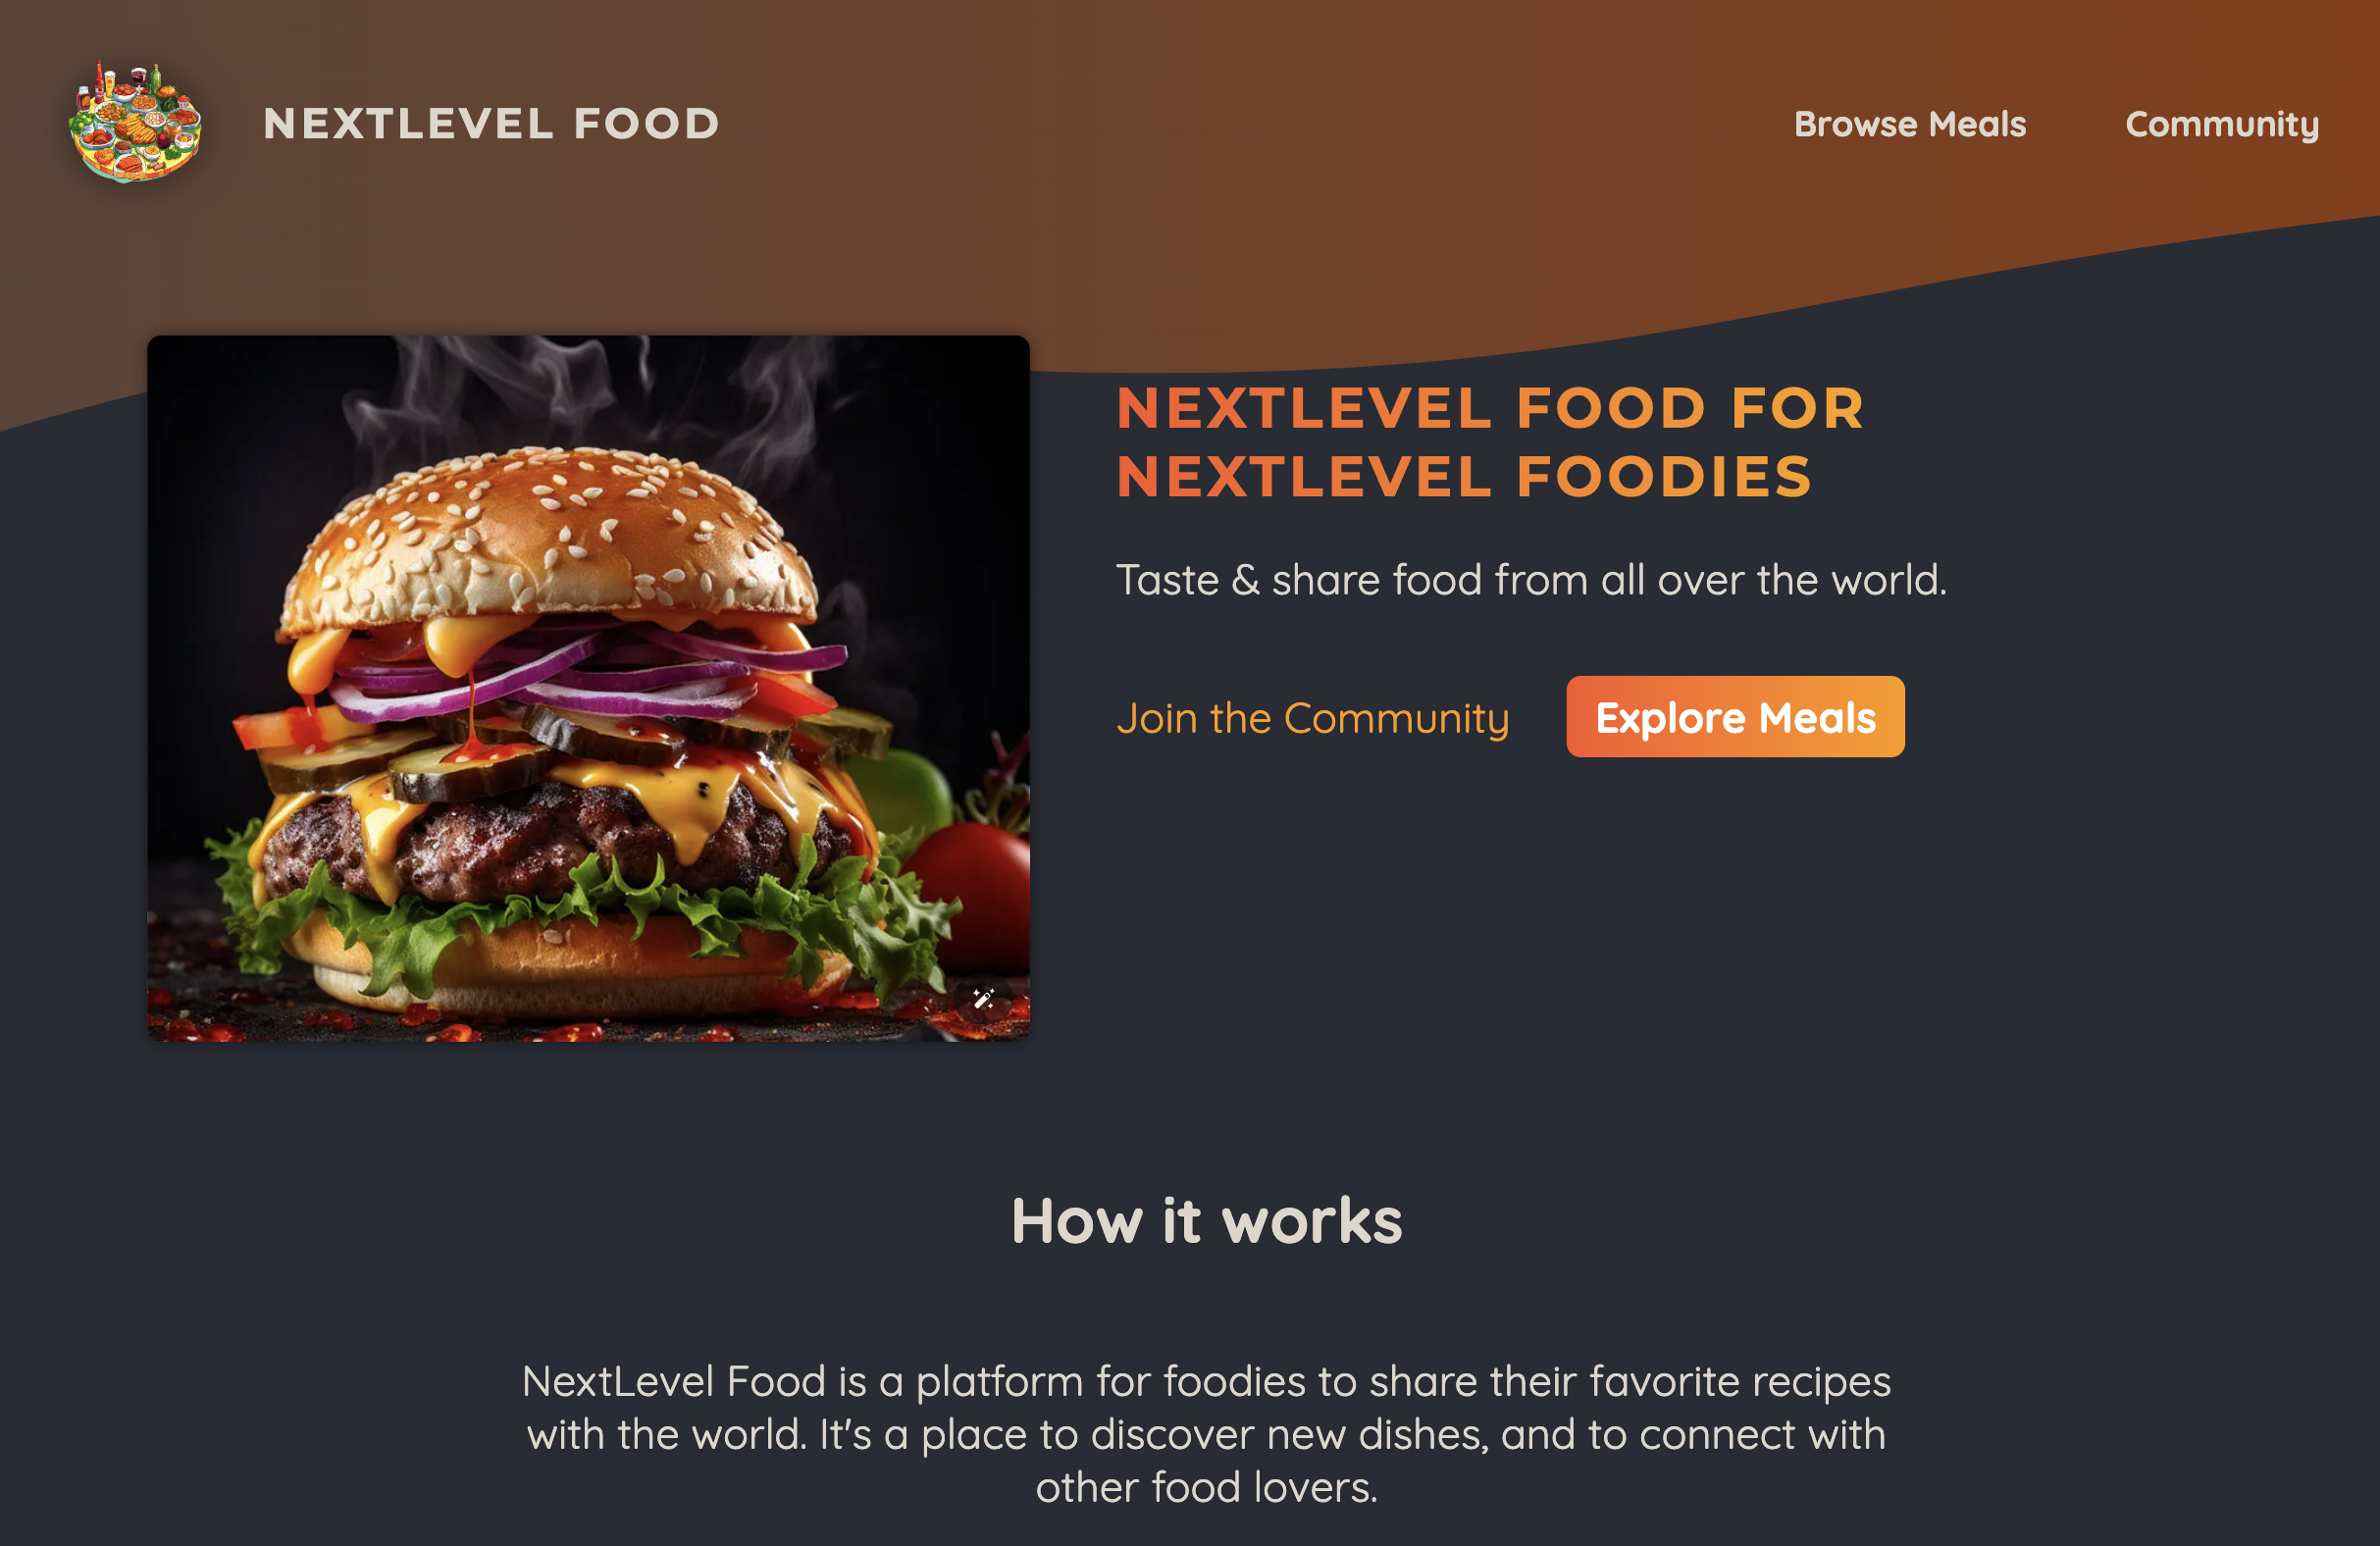 NEXTLEVEL FOOD
Browse Meals
Community
NEXTLEVEL FOOD FOR
NEXTLEVEL FOODIES
Taste & share food from all over the world.
Join the Community
Explore Meals
How it works
NextLevel Food is a platform for foodies to share their favorite recipes
with the world. It's a place to discover new dishes, and to connect with
other food lovers.